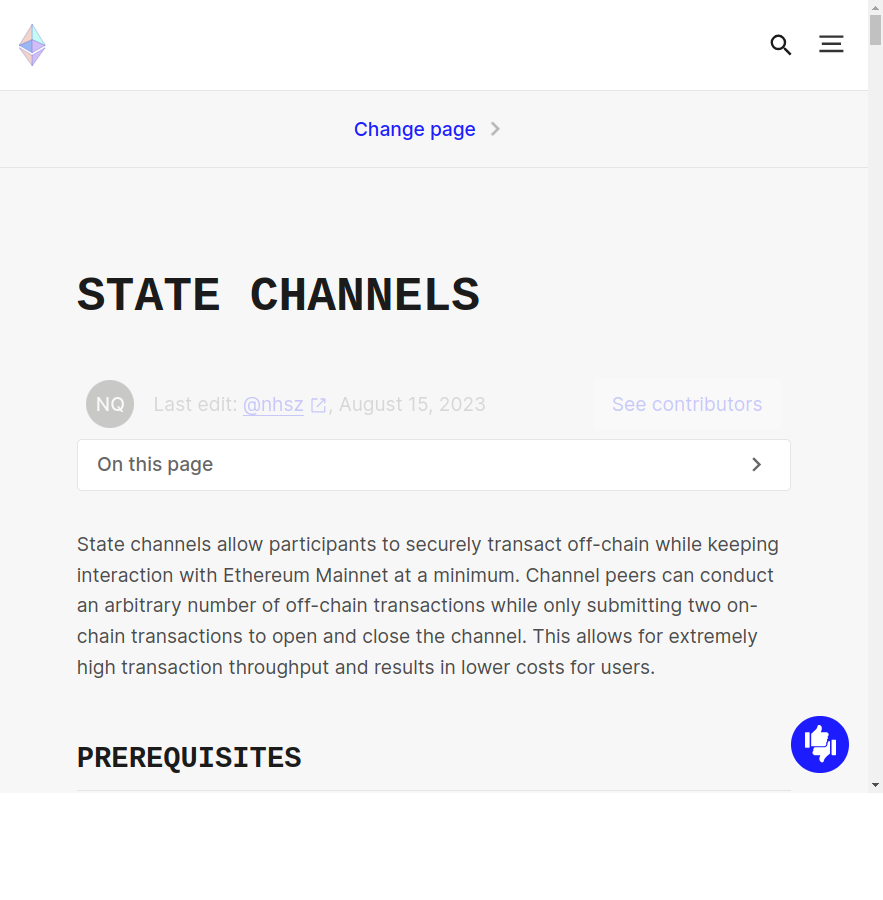 Change page
STATE CHANNELS
NQ
Last edit: @nhsz, August 15, 2023
See contributors
On this page
State channels allow participants to securely transact off-chain while keeping
interaction with Ethereum Mainnet at a minimum. Channel peers can conduct
an arbitrary number of off-chain transactions while only submitting two on-
chain transactions to open and close the channel. This allows for extremely
high transaction throughput and results in lower costs for users.
PREREQUISITES